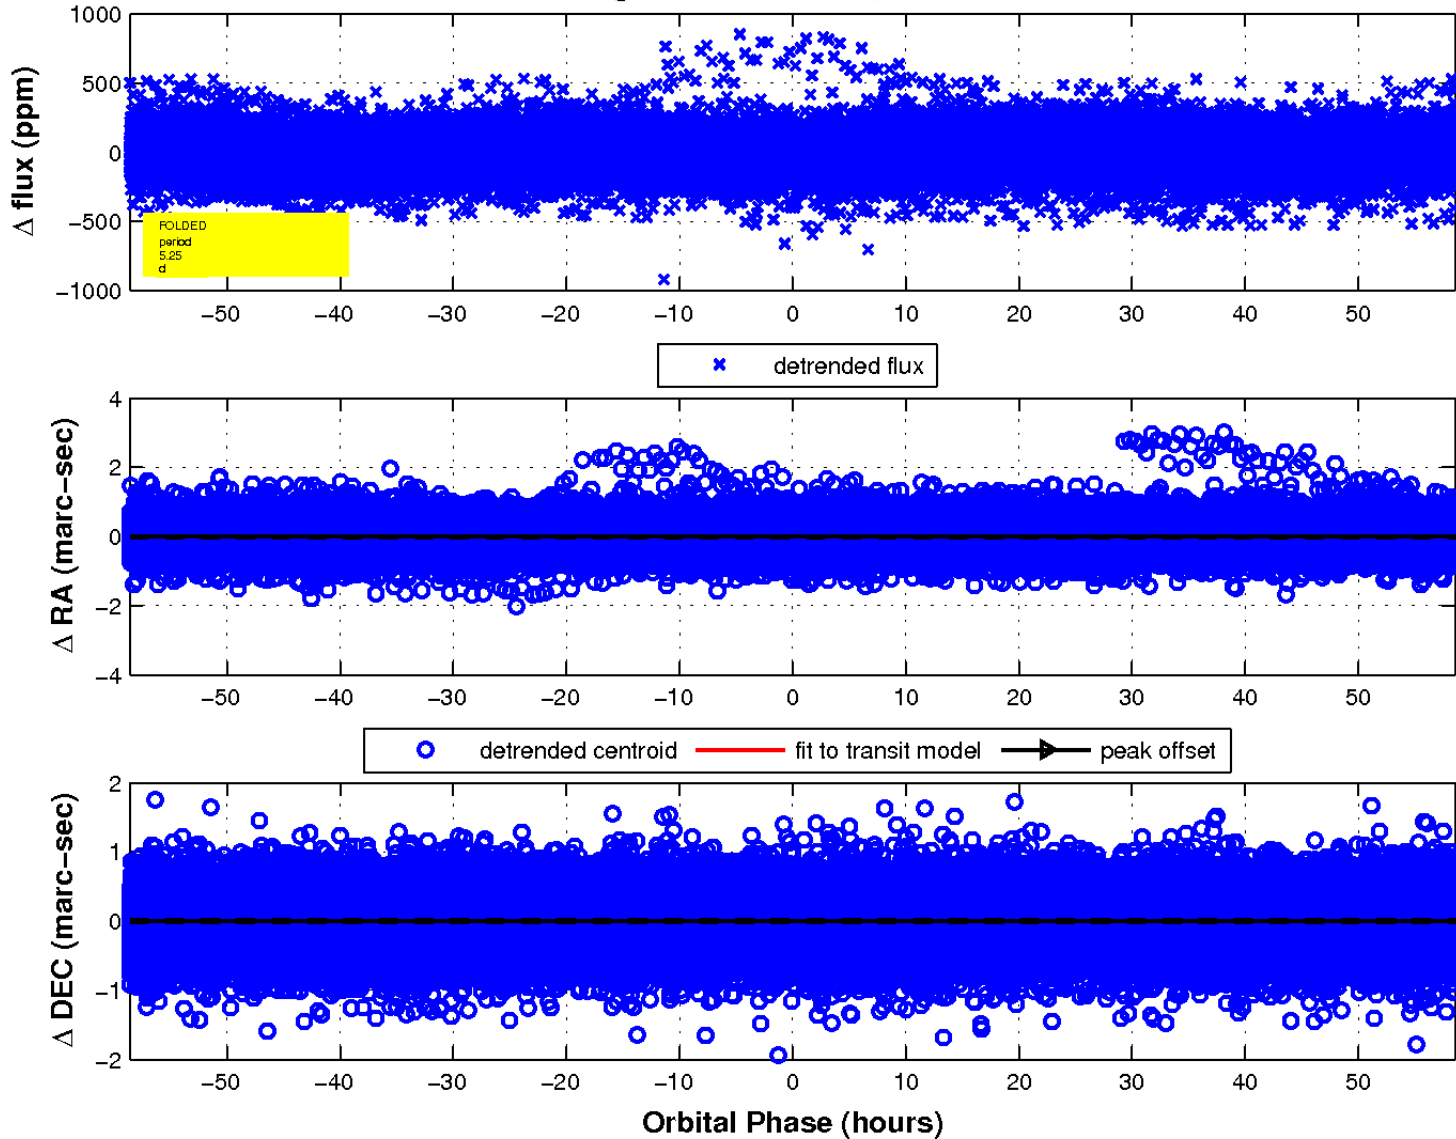 1000
500
0
−500
−1000
Δ flux (ppm)
FOLDED
period
5.25
d
−50 −40 −30 −20 −10 0 10 20 30 40 50
detrended flux
4
2
0
−2
−4
Δ RA (marc−sec)
−50 −40 −30 −20 −10 0 10 20 30 40 50
detrended centroid fit to transit model peak offset
2
1
0
−1
−2
Δ DEC (marc−sec)
−50 −40 −30 −20 −10 0 10 20 30 40 50
Orbital Phase (hours)